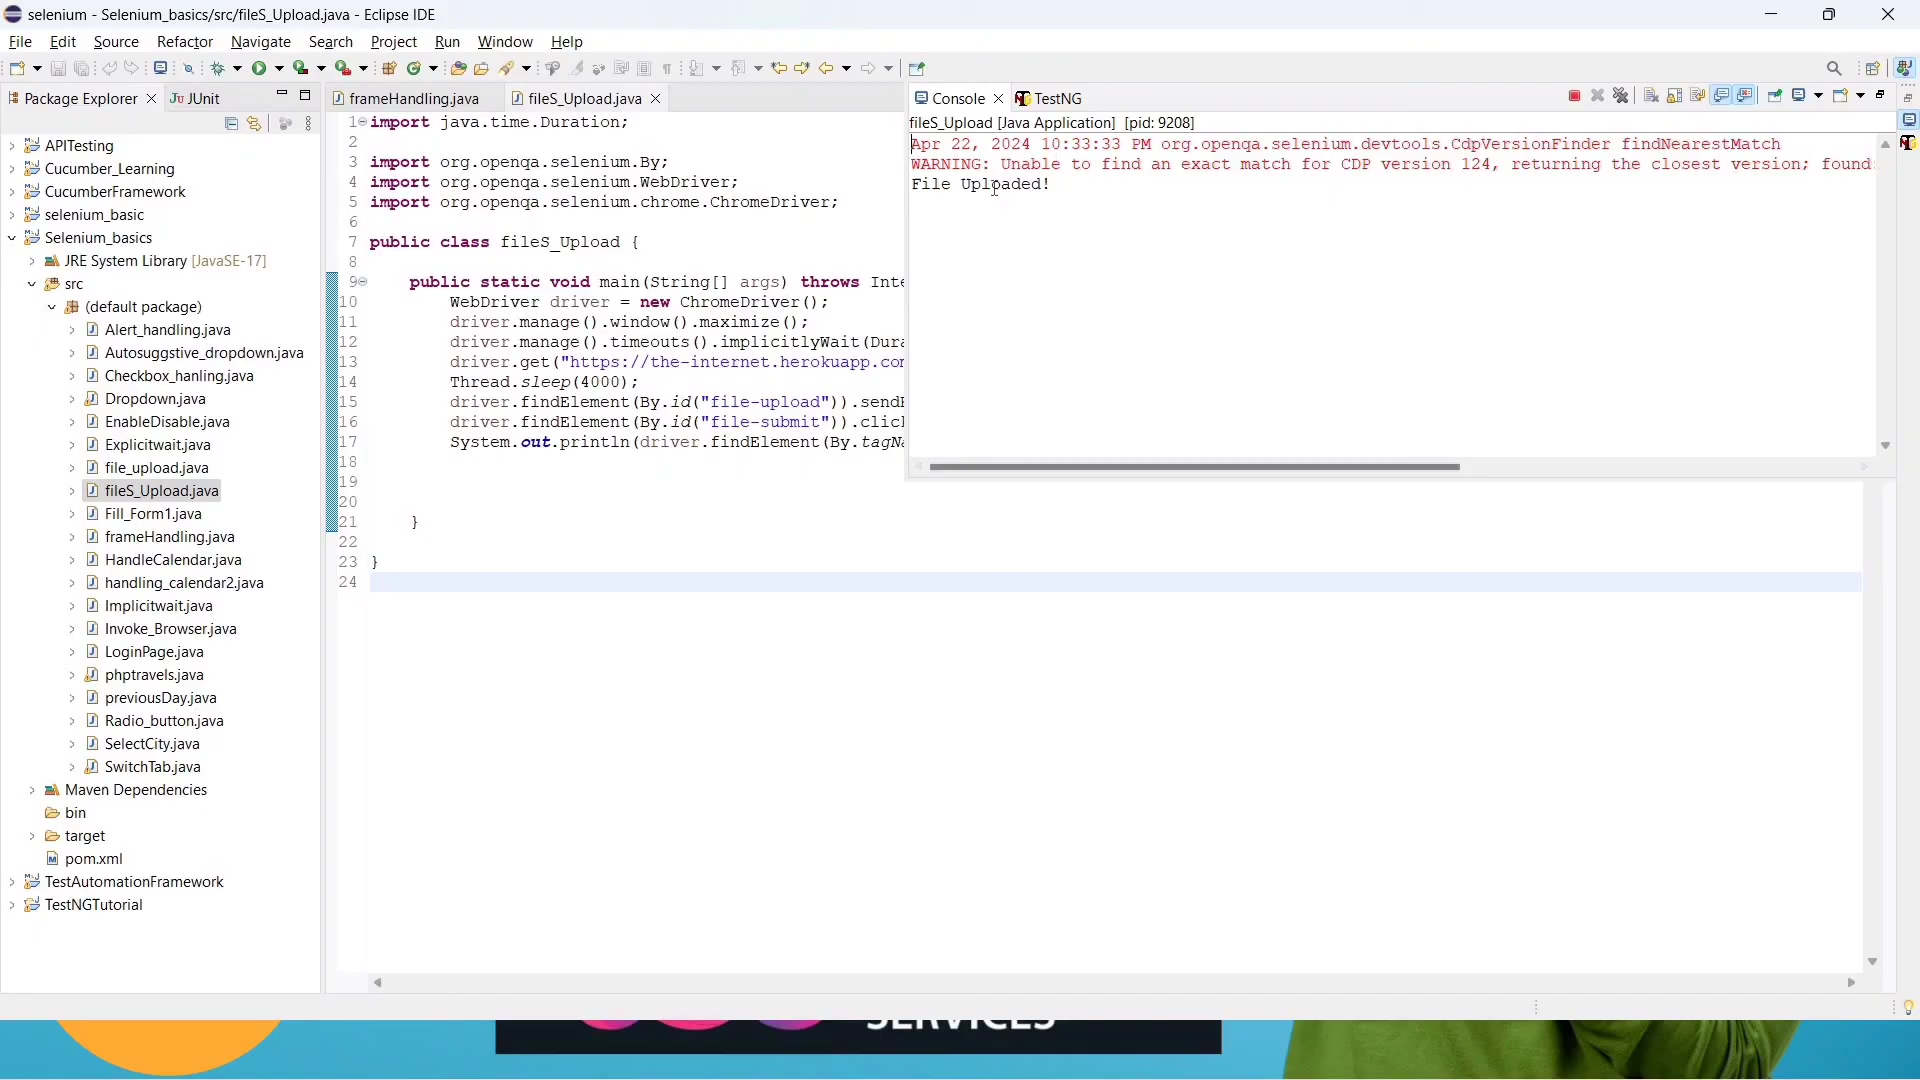 selenium - Selenium_basics/src/fileS_Upload.java - Eclipse IDE
File Edit Source Refactor Navigate Search Project Run Window Help
Package Explorer JUnit
APITesting
Cucumber_Learning
CucumberFramework
selenium_basic
Selenium_basics
JRE System Library [JavaSE-17]
src
(default package)
Alert_handling.java
Autosuggstive_dropdown.java
Checkbox_hanling.java
Dropdown.java
EnableDisable.java
Explicitwait.java
file_upload.java
fileS_Upload.java
Fill_Form1.java
frameHandling.java
HandleCalendar.java
handling_calendar2.java
Implicitwait.java
Invoke_Browser.java
LoginPage.java
phptravels.java
previousDay.java
Radio_button.java
SelectCity.java
SwitchTab.java
Maven Dependencies
bin
target
pom.xml
TestAutomationFramework
TestNGTutorial
frameHandling.java fileS_Upload.java
1 import java.time.Duration;
2
3 import org.openqa.selenium.By;
4 import org.openqa.selenium.WebDriver;
5 import org.openqa.selenium.chrome.ChromeDriver;
6
7 public class fileS_Upload {
8
9 public static void main(String[] args) throws Inte
10 WebDriver driver = new ChromeDriver();
11 driver.manage().window().maximize();
12 driver.manage().timeouts().implicitlyWait(Dura
13 driver.get("https://the-internet.herokuapp.com
14 Thread.sleep(4000);
15 driver.findElement(By.id("file-upload")).send
16 driver.findElement(By.id("file-submit")).clic
17 System.out.println(driver.findElement(By.tagNa
18
19
20
21 }
22
23 }
24
Console TestNG
fileS_Upload [Java Application] [pid: 9208]
Apr 22, 2024 10:33:33 PM org.openqa.selenium.devtools.CdpVersionFinder findNearestMatch
WARNING: Unable to find an exact match for CDP version 124, returning the closest version; found:
File Uploaded!
SERVICES